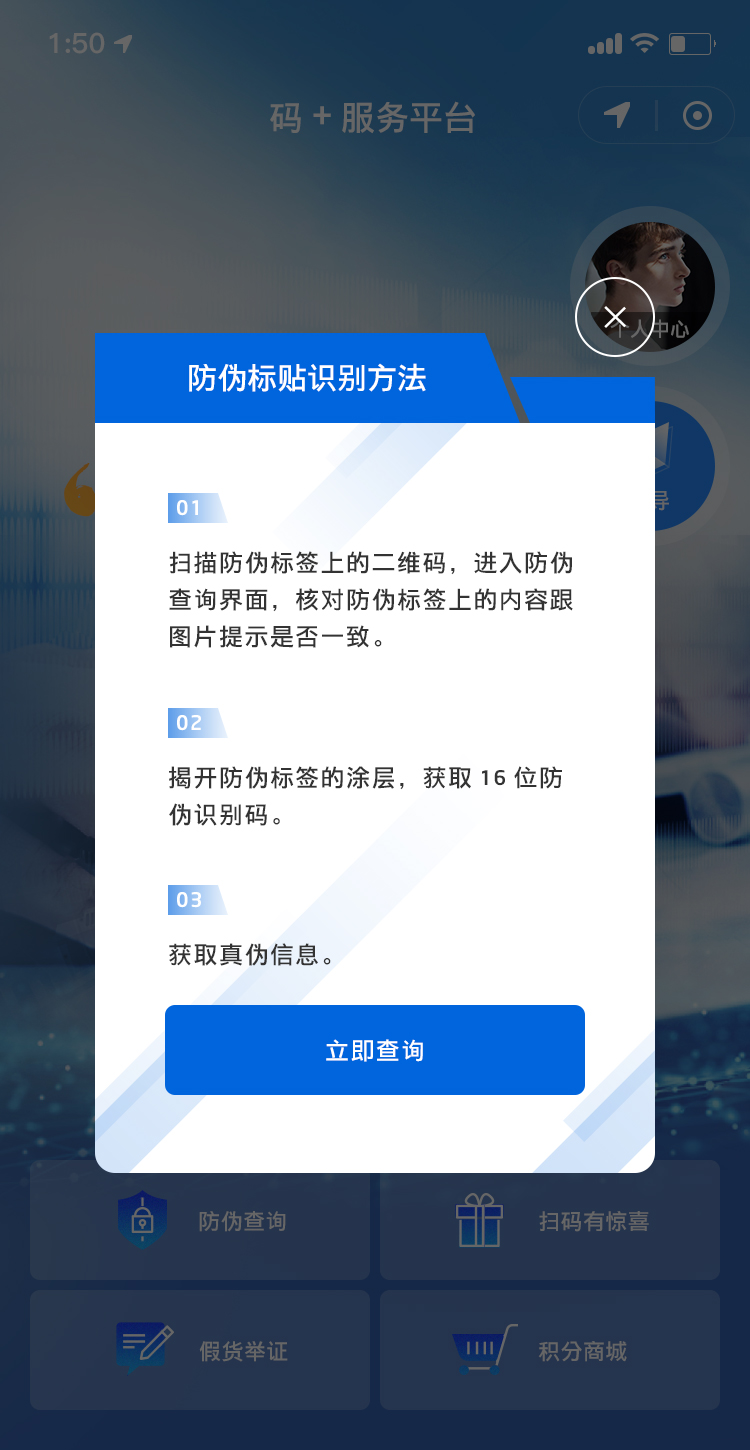 1:50
码 + 服务平台
个人中心
防伪标贴识别方法
导
01
扫描防伪标签上的二维码，进入防伪
查询界面，核对防伪标签上的内容跟
图片提示是否一致。
02
揭开防伪标签的涂层，获取 16 位防
伪识别码。
03
获取真伪信息。
立即查询
防伪查询
扫码有惊喜
假货举证
积分商城